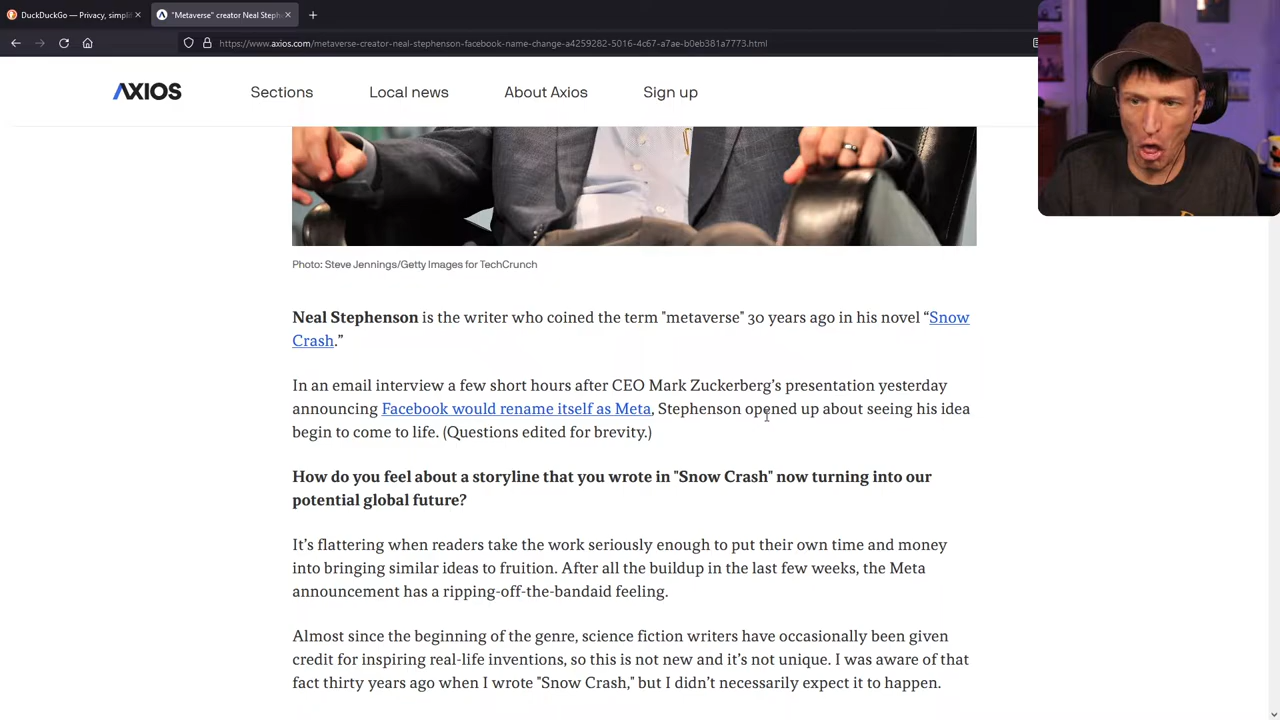 DuckDuckGo — Privacy, simpli
"Metaverse" creator Neal Steph
https://www.axios.com/metaverse-creator-neal-stephenson-facebook-name-change-a4259282-5016-4c67-a7ae-b0eb381a7773.html
AXIOS
Sections
Local news
About Axios
Sign up
Photo: Steve Jennings/Getty Images for TechCrunch
Neal Stephenson is the writer who coined the term "metaverse" 30 years ago in his novel “Snow
Crash.”
In an email interview a few short hours after CEO Mark Zuckerberg’s presentation yesterday
announcing Facebook would rename itself as Meta, Stephenson opened up about seeing his idea
begin to come to life. (Questions edited for brevity.)
How do you feel about a storyline that you wrote in "Snow Crash" now turning into our
potential global future?
It’s flattering when readers take the work seriously enough to put their own time and money
into bringing similar ideas to fruition. After all the buildup in the last few weeks, the Meta
announcement has a ripping-off-the-bandaid feeling.
Almost since the beginning of the genre, science fiction writers have occasionally been given
credit for inspiring real-life inventions, so this is not new and it’s not unique. I was aware of that
fact thirty years ago when I wrote "Snow Crash," but I didn’t necessarily expect it to happen.